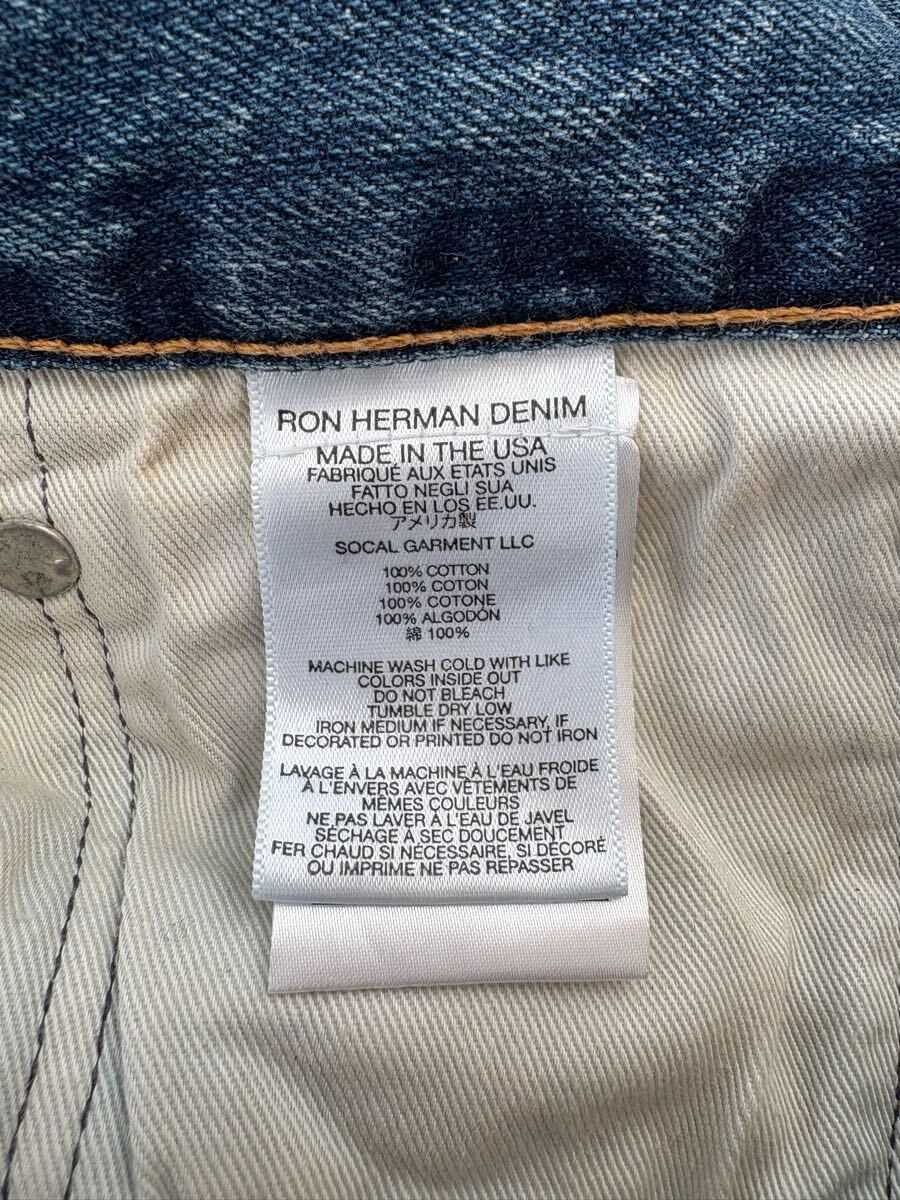 RON HERMAN DENIM
MADE IN THE USA
FABRIQUÉ AUX ETATS UNIS
FATTO NEGLI SUA
HECHO EN LOS EE.UU.
アメリカ製
SOCAL GARMENT LLC
100% COTTON
100% COTON
100% COTONE
100% ALGODÓN
綿 100%
MACHINE WASH COLD WITH LIKE
COLORS INSIDE OUT
DO NOT BLEACH
TUMBLE DRY LOW
IRON MEDIUM IF NECESSARY, IF
DECORATED OR PRINTED DO NOT IRON
LAVAGE À LA MACHINE À L'EAU FROIDE
À L'ENVERS AVEC VÊTEMENTS DE
MÊMES COULEURS
NE PAS LAVER À L'EAU DE JAVEL
SÉCHAGE À SEC DOUCEMENT
FER CHAUD SI NÉCESSAIRE, SI DÉCORÉ
OU IMPRIME NE PAS REPASSER